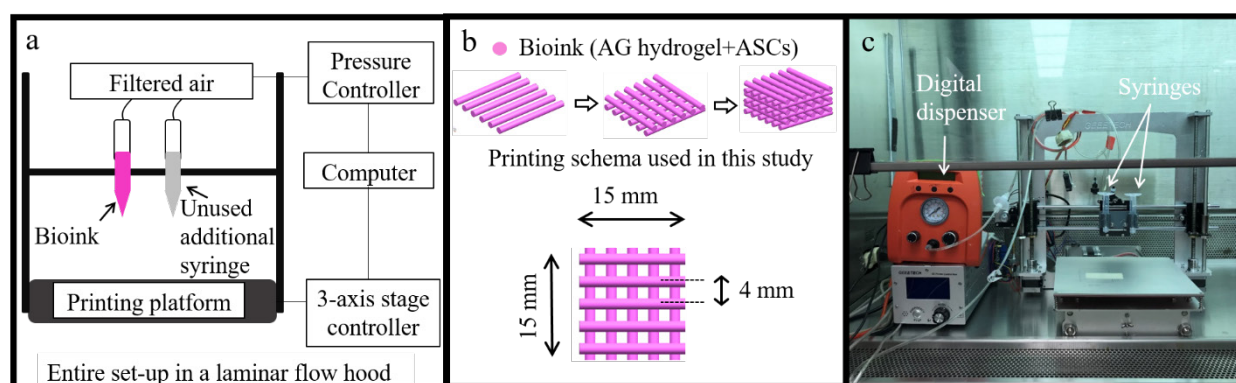 a
Filtered air
Pressure
Controller
Computer
Bioink
Unused
additional
syringe
Printing platform
3-axis stage
controller
Entire set-up in a laminar flow hood
b
Bioink (AG hydrogel+ASCs)
Printing schema used in this study
15 mm
15 mm
4 mm
c
Digital
dispenser
Syringes
GEEETECH